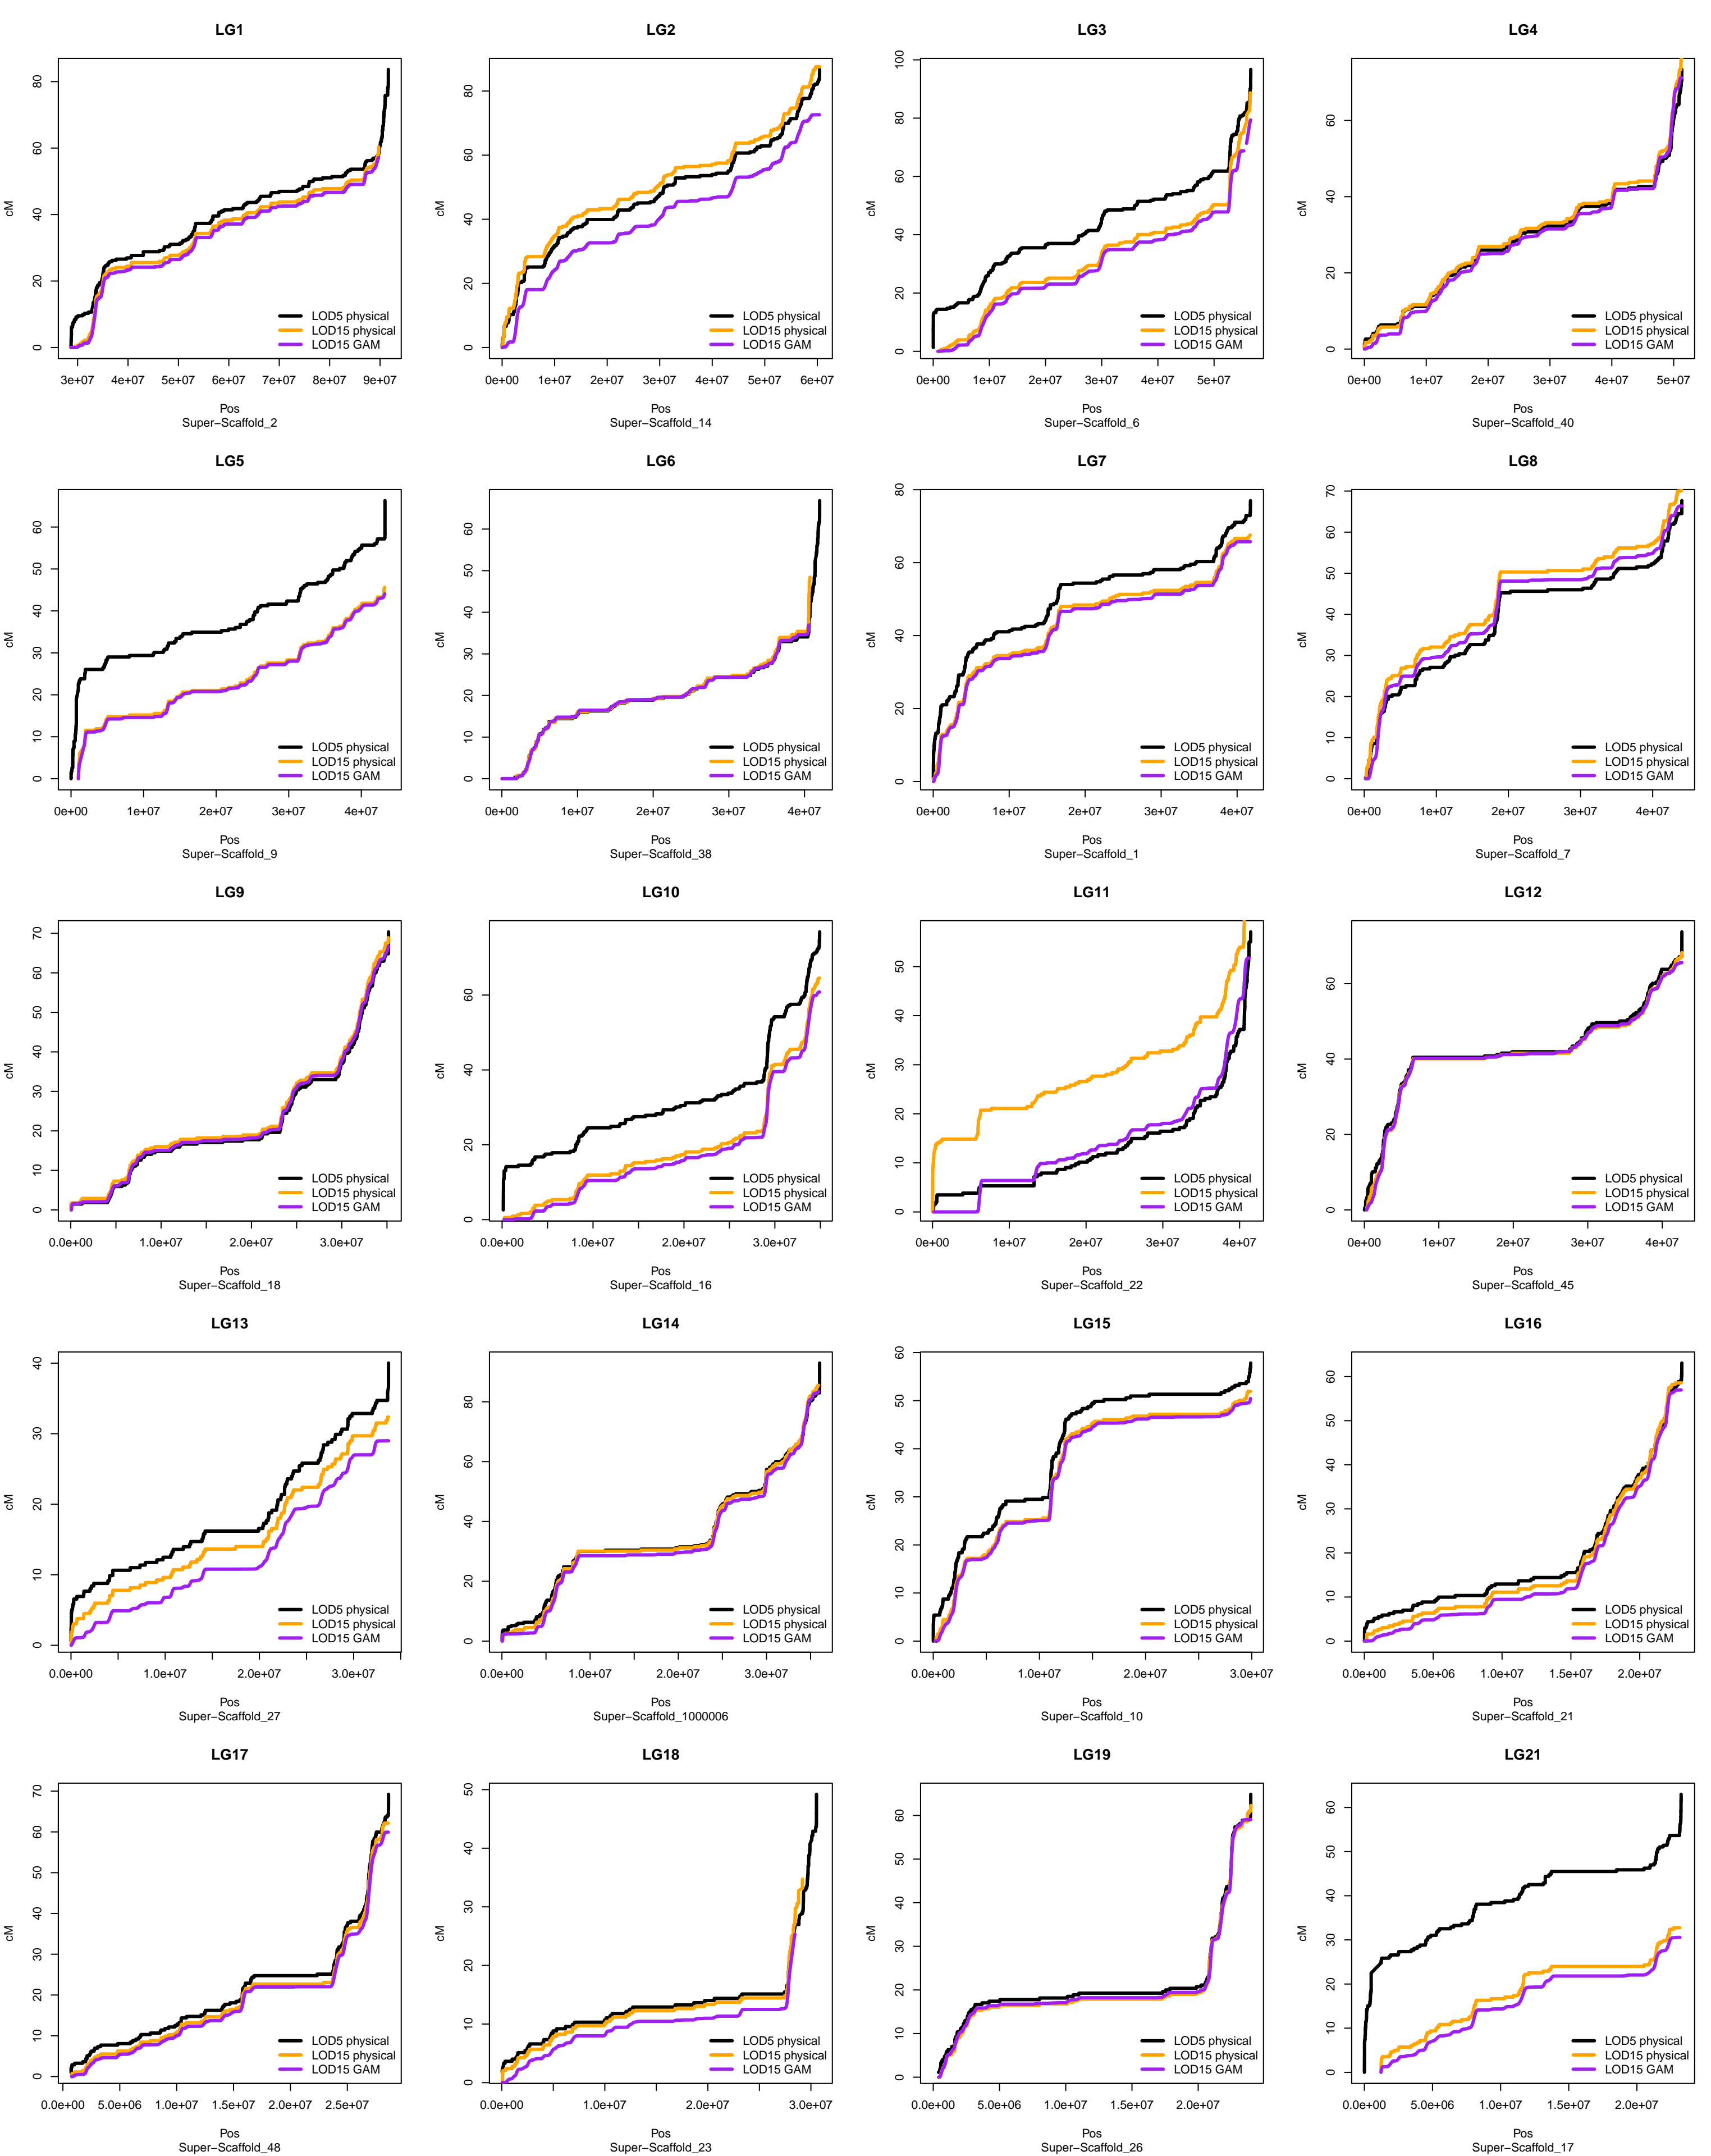 LG1
cM
80
60
40
20
0
LOD5 physical
LOD15 physical
LOD15 GAM
3e+07 4e+07 5e+07 6e+07 7e+07 8e+07 9e+07
Pos
Super−Scaffold_2
LG2
cM
80
60
40
20
0
LOD5 physical
LOD15 physical
LOD15 GAM
0e+00 1e+07 2e+07 3e+07 4e+07 5e+07 6e+07
Pos
Super−Scaffold_14
LG3
cM
100
80
60
40
20
0
LOD5 physical
LOD15 physical
LOD15 GAM
0e+00 1e+07 2e+07 3e+07 4e+07 5e+07
Pos
Super−Scaffold_6
LG4
cM
60
40
20
0
LOD5 physical
LOD15 physical
LOD15 GAM
0e+00 1e+07 2e+07 3e+07 4e+07 5e+07
Pos
Super−Scaffold_40
LG5
cM
60
50
40
30
20
10
0
LOD5 physical
LOD15 physical
LOD15 GAM
0e+00 1e+07 2e+07 3e+07 4e+07
Pos
Super−Scaffold_9
LG6
cM
60
50
40
30
20
10
0
LOD5 physical
LOD15 physical
LOD15 GAM
0e+00 1e+07 2e+07 3e+07 4e+07
Pos
Super−Scaffold_38
LG7
cM
80
60
40
20
0
LOD5 physical
LOD15 physical
LOD15 GAM
0e+00 1e+07 2e+07 3e+07 4e+07
Pos
Super−Scaffold_1
LG8
cM
70
60
50
40
30
20
10
0
LOD5 physical
LOD15 physical
LOD15 GAM
0e+00 1e+07 2e+07 3e+07 4e+07
Pos
Super−Scaffold_7
LG9
cM
70
60
50
40
30
20
10
0
LOD5 physical
LOD15 physical
LOD15 GAM
0.0e+00 1.0e+07 2.0e+07 3.0e+07
Pos
Super−Scaffold_18
LG10
cM
60
40
20
0
LOD5 physical
LOD15 physical
LOD15 GAM
0.0e+00 1.0e+07 2.0e+07 3.0e+07
Pos
Super−Scaffold_16
LG11
cM
50
40
30
20
10
0
LOD5 physical
LOD15 physical
LOD15 GAM
0e+00 1e+07 2e+07 3e+07 4e+07
Pos
Super−Scaffold_22
LG12
cM
60
40
20
0
LOD5 physical
LOD15 physical
LOD15 GAM
0e+00 1e+07 2e+07 3e+07 4e+07
Pos
Super−Scaffold_45
LG13
cM
40
30
20
10
0
LOD5 physical
LOD15 physical
LOD15 GAM
0.0e+00 1.0e+07 2.0e+07 3.0e+07
Pos
Super−Scaffold_27
LG14
cM
80
60
40
20
0
LOD5 physical
LOD15 physical
LOD15 GAM
0.0e+00 1.0e+07 2.0e+07 3.0e+07
Pos
Super−Scaffold_1000006
LG15
cM
60
50
40
30
20
10
0
LOD5 physical
LOD15 physical
LOD15 GAM
0.0e+00 1.0e+07 2.0e+07 3.0e+07
Pos
Super−Scaffold_10
LG16
cM
60
50
40
30
20
10
0
LOD5 physical
LOD15 physical
LOD15 GAM
0.0e+00 5.0e+06 1.0e+07 1.5e+07 2.0e+07
Pos
Super−Scaffold_21
LG17
cM
70
60
50
40
30
20
10
0
LOD5 physical
LOD15 physical
LOD15 GAM
0.0e+00 5.0e+06 1.0e+07 1.5e+07 2.0e+07 2.5e+07
Pos
Super−Scaffold_48
LG18
cM
50
40
30
20
10
0
LOD5 physical
LOD15 physical
LOD15 GAM
0.0e+00 1.0e+07 2.0e+07 3.0e+07
Pos
Super−Scaffold_23
LG19
cM
60
50
40
30
20
10
0
LOD5 physical
LOD15 physical
LOD15 GAM
0.0e+00 5.0e+06 1.0e+07 1.5e+07 2.0e+07
Pos
Super−Scaffold_26
LG21
cM
60
50
40
30
20
10
0
LOD5 physical
LOD15 physical
LOD15 GAM
0.0e+00 5.0e+06 1.0e+07 1.5e+07 2.0e+07
Pos
Super−Scaffold_17